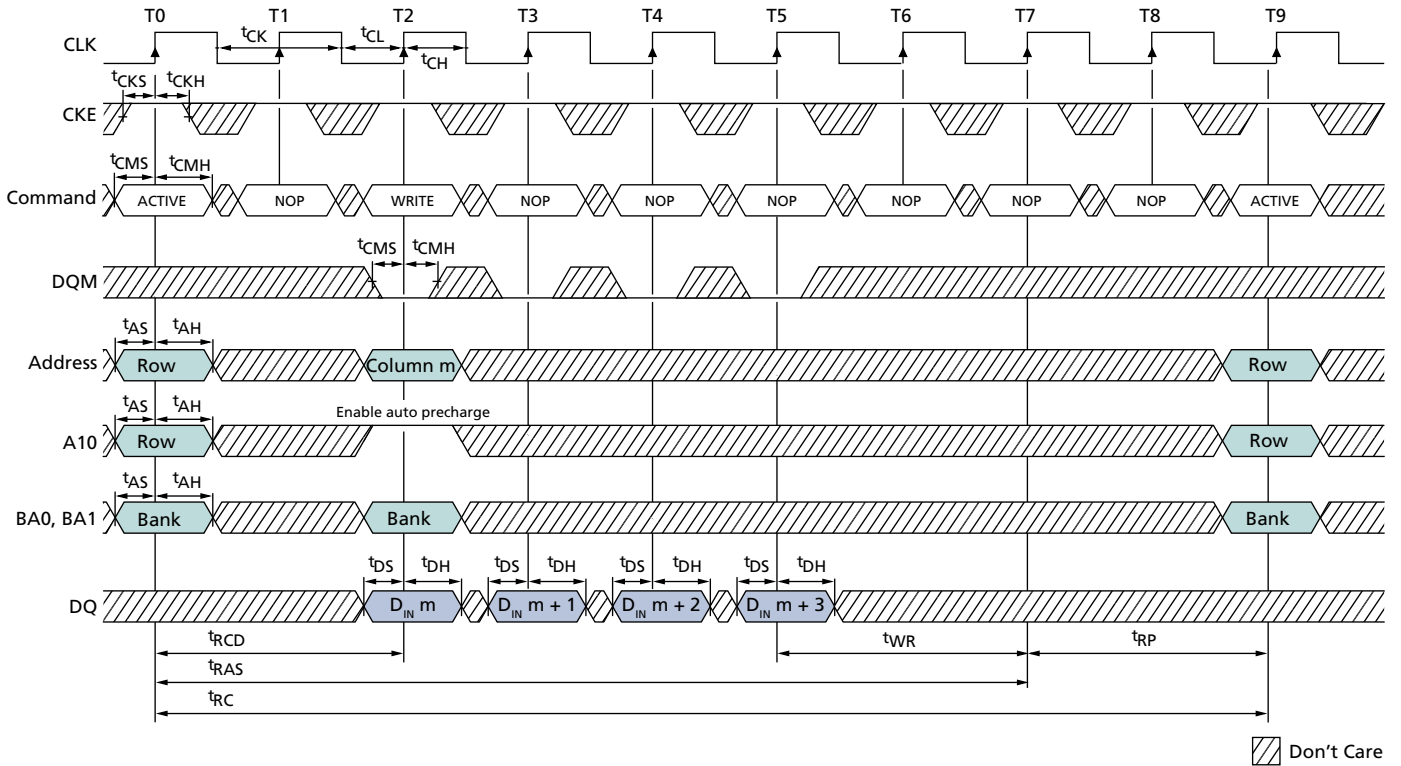 T0 T1 T2 T3 T4 T5 T6 T7 T8 T9
CLK tCK tCL tCH
tCKS tCKH
CKE
tCMS tCMH
Command ACTIVE NOP WRITE NOP NOP NOP NOP NOP NOP ACTIVE
tCMS tCMH
DQM
tAS tAH
Address Row Column m Row
tAS tAH Enable auto precharge
A10 Row Row
tAS tAH
BA0, BA1 Bank Bank Bank
tDS tDH tDS tDH tDS tDH tDS tDH
DQ DIN m DIN m + 1 DIN m + 2 DIN m + 3
tRCD tWR tRP
tRAS
tRC
Don't Care